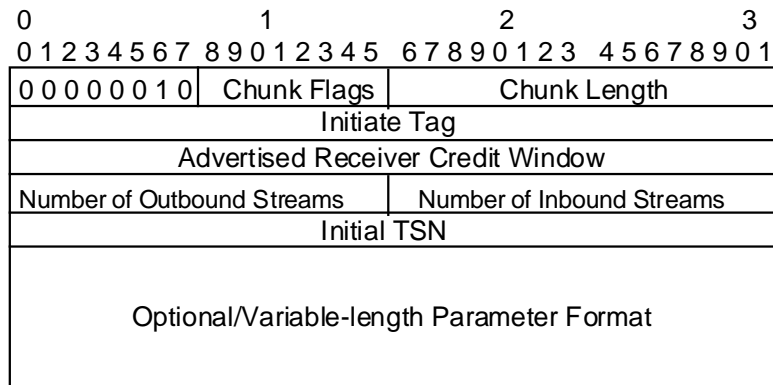 0 1 2 3
0 1 2 3 4 5 6 7 8 9 0 1 2 3 4 5 6 7 8 9 0 1 2 3 4 5 6 7 8 9 0 1
0 0 0 0 0 0 1 0 Chunk Flags Chunk Length
Initiate Tag
Advertised Receiver Credit Window
Number of Outbound Streams Number of Inbound Streams
Initial TSN
Optional/Variable-length Parameter Format